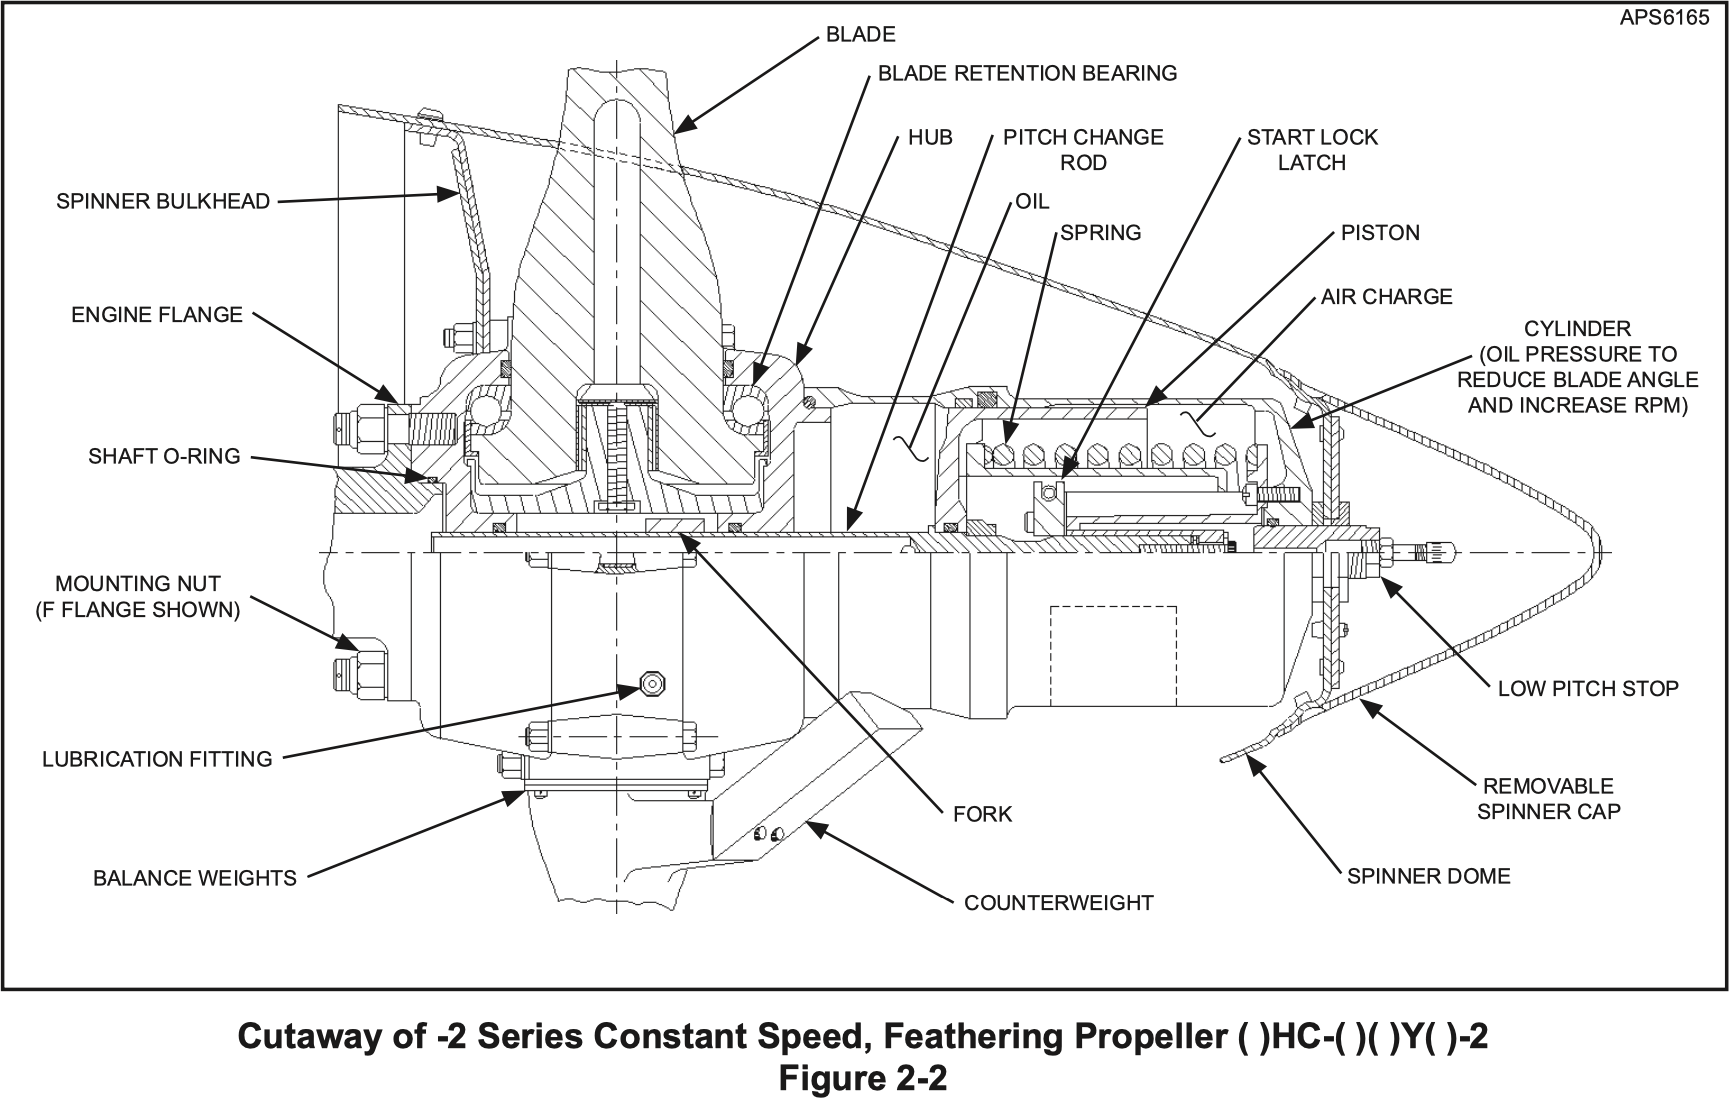 APS6165
BLADE
BLADE RETENTION BEARING
HUB
PITCH CHANGE
ROD
START LOCK
LATCH
SPINNER BULKHEAD
OIL
SPRING
PISTON
AIR CHARGE
ENGINE FLANGE
CYLINDER
(OIL PRESSURE TO
REDUCE BLADE ANGLE
AND INCREASE RPM)
SHAFT O-RING
MOUNTING NUT
(F FLANGE SHOWN)
LOW PITCH STOP
LUBRICATION FITTING
REMOVABLE
SPINNER CAP
FORK
BALANCE WEIGHTS
SPINNER DOME
COUNTERWEIGHT
Cutaway of -2 Series Constant Speed, Feathering Propeller ( )HC-( )( )Y( )-2
Figure 2-2